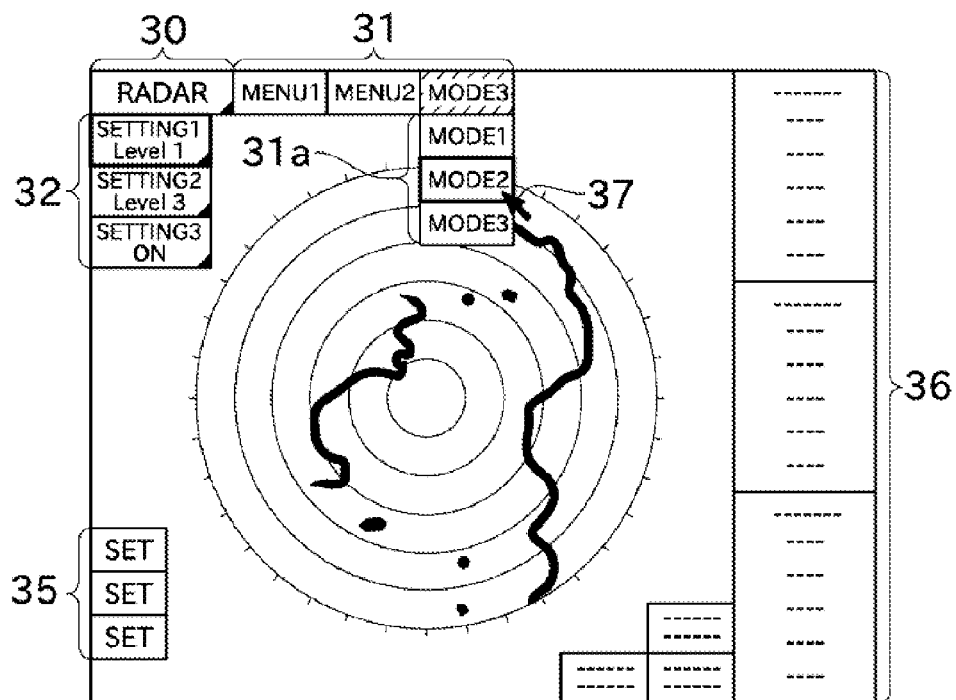 30 31
RADAR MENU1 MENU2 MODE3
SETTING1
Level 1
SETTING2
Level 3
SETTING3
ON
32
31a
MODE1
MODE2
MODE3
37
36
35
SET
SET
SET